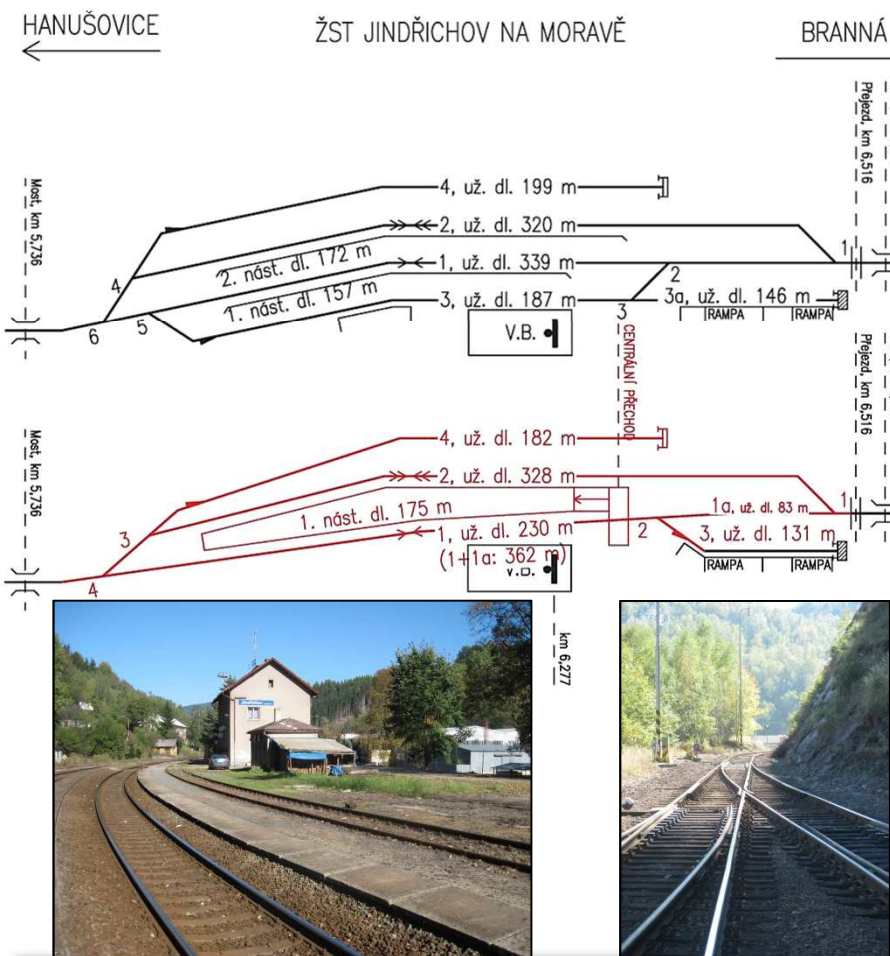 HANUŠOVICE
ŽST JINDŘICHOV NA MORAVĚ
BRANNÁ
Most, km 5,736
Přejezd, km 6,516
4, už. dl. 199 m
2, už. dl. 320 m
1
4
2. nást. dl. 172 m
1, už. dl. 339 m
2
6
5
1. nást. dl. 157 m
3, už. dl. 187 m
3
3a, už. dl. 146 m
RAMPA
RAMPA
V.B.
CENTRÁLNÍ PŘECHOD
Most, km 5,736
Přejezd, km 6,516
4, už. dl. 182 m
2, už. dl. 328 m
1
1a, už. dl. 83 m
3
1. nást. dl. 175 m
1, už. dl. 230 m
2
3, už. dl. 131 m
4
(1+1a: 362 m)
RAMPA
RAMPA
km 6,277